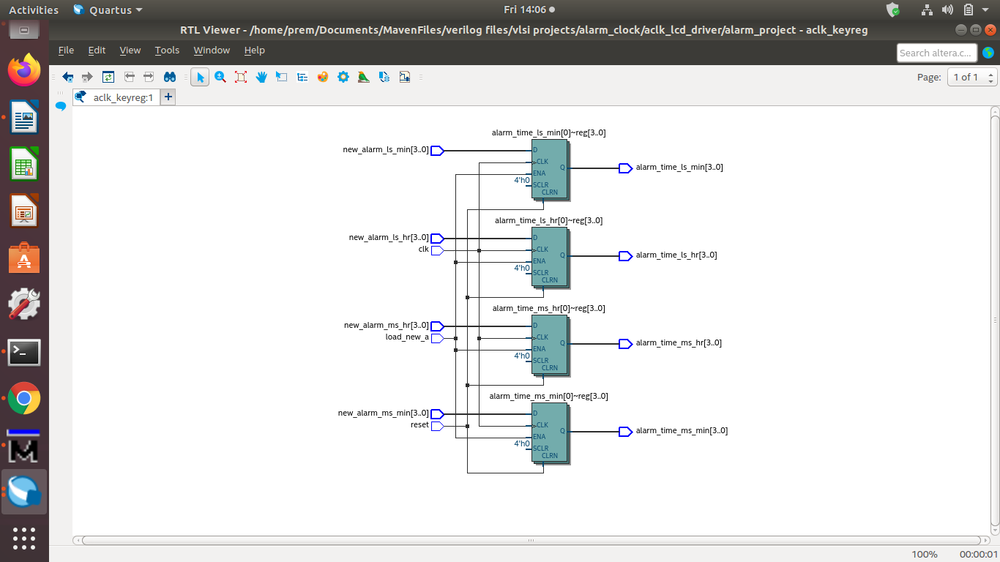 Activities Quartus Fri 14:06
RTL Viewer - /home/prem/Documents/MavenFiles/verilog files/vlsi projects/alarm_clock/aclk_lcd_driver/alarm_project - aclk_keyreg
File Edit View Tools Window Help Search altera.c...
Page: 1 of 1
aclk_keyreg:1 +
alarm_time_ls_min[0]~reg[3..0]
new_alarm_ls_min[3..0] D
CLK
Q alarm_time_ls_min[3..0]
ENA
4'h0 SCLR
CLRN
alarm_time_ls_hr[0]~reg[3..0]
new_alarm_ls_hr[3..0] D
clk CLK
Q alarm_time_ls_hr[3..0]
ENA
4'h0 SCLR
CLRN
alarm_time_ms_hr[0]~reg[3..0]
new_alarm_ms_hr[3..0] D
load_new_a CLK
Q alarm_time_ms_hr[3..0]
ENA
4'h0 SCLR
CLRN
alarm_time_ms_min[0]~reg[3..0]
new_alarm_ms_min[3..0] D
reset CLK
Q alarm_time_ms_min[3..0]
ENA
4'h0 SCLR
CLRN
100% 00:00:01